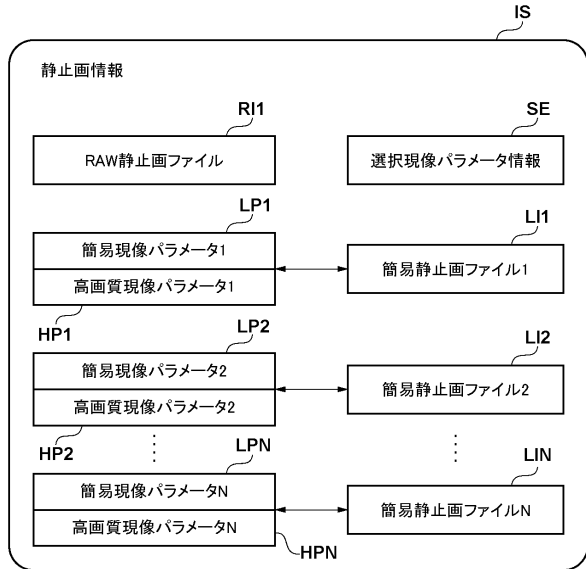 IS
静止画情報
RI1
SE
RAW静止画ファイル
選択現像パラメータ情報
LP1
LI1
簡易現像パラメータ1
高画質現像パラメータ1
簡易静止画ファイル1
HP1
LP2
LI2
簡易現像パラメータ2
高画質現像パラメータ2
簡易静止画ファイル2
HP2
LPN
LIN
簡易現像パラメータN
高画質現像パラメータN
簡易静止画ファイルN
HPN